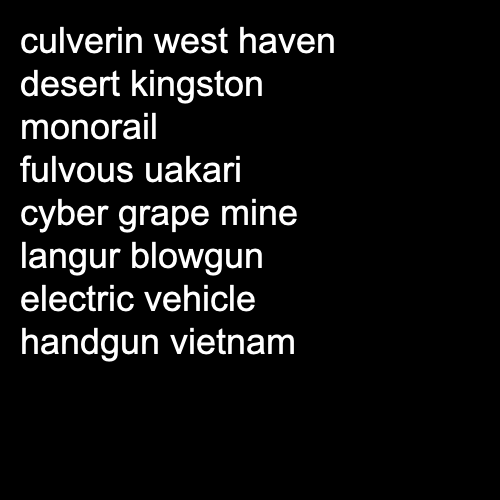 culverin west haven
desert kingston
monorail
fulvous uakari
cyber grape mine
langur blowgun
electric vehicle
handgun vietnam